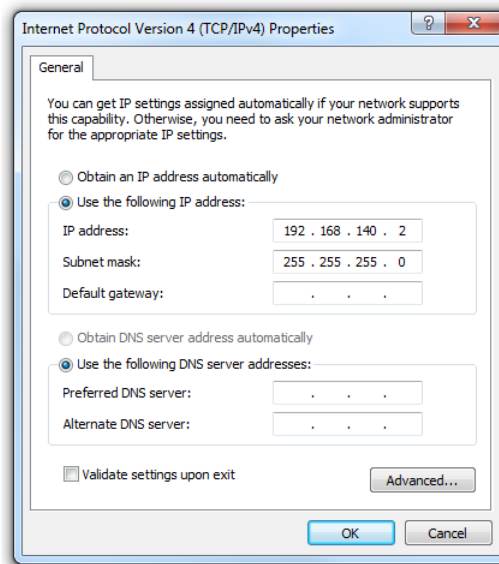 Internet Protocol Version 4 (TCP/IPv4) Properties
General
You can get IP settings assigned automatically if your network supports
this capability. Otherwise, you need to ask your network administrator
for the appropriate IP settings.
Obtain an IP address automatically
Use the following IP address:
IP address: 192 . 168 . 140 . 2
Subnet mask: 255 . 255 . 255 . 0
Default gateway: . . .
Obtain DNS server address automatically
Use the following DNS server addresses:
Preferred DNS server: . . .
Alternate DNS server: . . .
Validate settings upon exit
Advanced...
OK Cancel